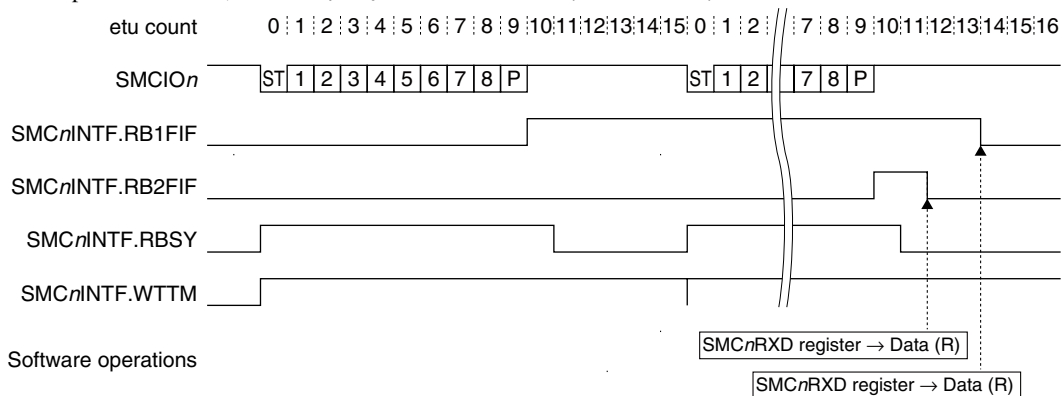 etu count 0 1 2 3 4 5 6 7 8 9 10 11 12 13 14 15 0 1 2 7 8 9 10 11 12 13 14 15 16
SMCIOn ST 1 2 3 4 5 6 7 8 P ST 1 2 7 8 P
SMCnINTF.RB1FIF
SMCnINTF.RB2FIF
SMCnINTF.RBSY
SMCnINTF.WTTM
SMCnRXD register → Data (R)
Software operations
SMCnRXD register → Data (R)